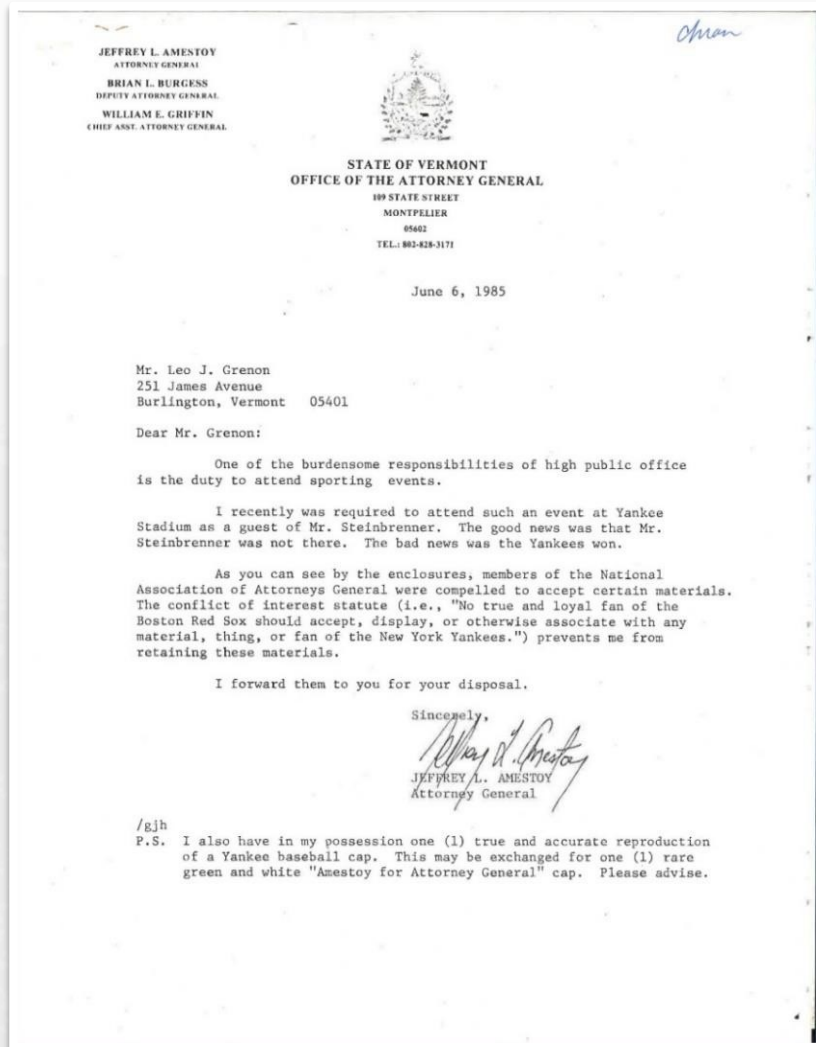 JEFFREY L. AMESTOY
ATTORNEY GENERAL
BRIAN L. BURGESS
DEPUTY ATTORNEY GENERAL
WILLIAM E. GRIFFIN
CHIEF ASST. ATTORNEY GENERAL
STATE OF VERMONT
OFFICE OF THE ATTORNEY GENERAL
109 STATE STREET
MONTPELIER
05602
TEL.: 802-828-3171
June 6, 1985
Mr. Leo J. Grenon
251 James Avenue
Burlington, Vermont 05401
Dear Mr. Grenon:
One of the burdensome responsibilities of high public office
is the duty to attend sporting events.
I recently was required to attend such an event at Yankee
Stadium as a guest of Mr. Steinbrenner. The good news was that Mr.
Steinbrenner was not there. The bad news was the Yankees won.
As you can see by the enclosures, members of the National
Association of Attorneys General were compelled to accept certain materials.
The conflict of interest statute (i.e., "No true and loyal fan of the
Boston Red Sox should accept, display, or otherwise associate with any
material, thing, or fan of the New York Yankees.") prevents me from
retaining these materials.
I forward them to you for your disposal.
Sincerely,
Jeffrey L. Amestoy
JEFFREY L. AMESTOY
Attorney General
/gjh
P.S. I also have in my possession one (1) true and accurate reproduction
of a Yankee baseball cap. This may be exchanged for one (1) rare
green and white "Amestoy for Attorney General" cap. Please advise.